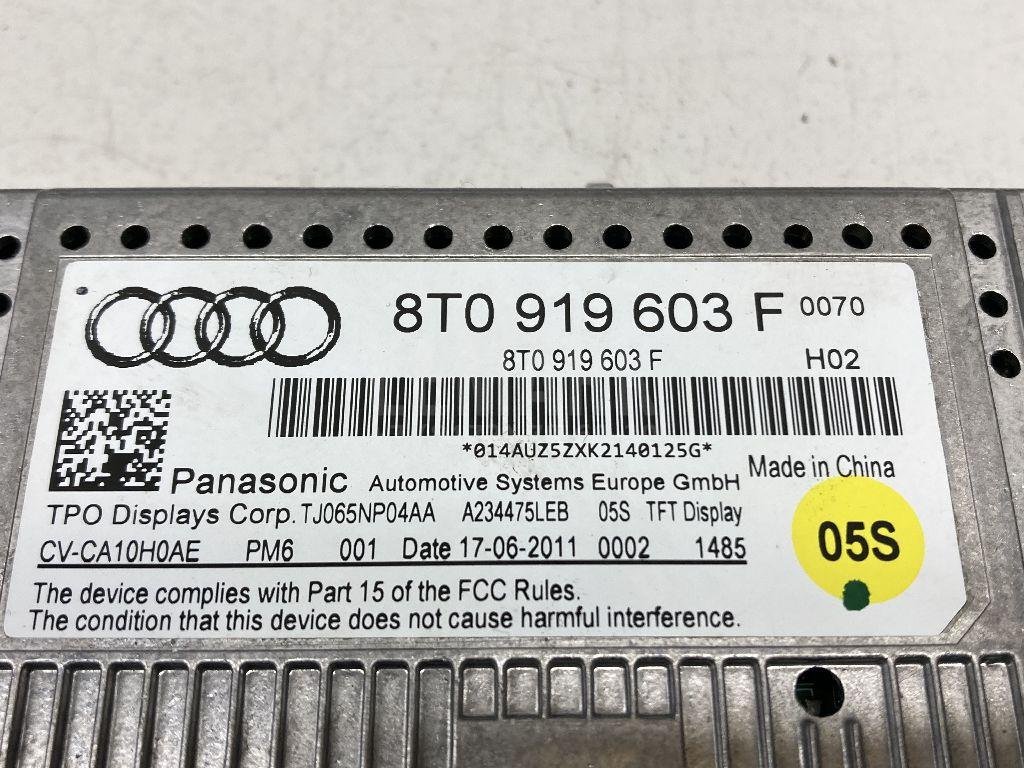 8T0 919 603 F 0070
8T0 919 603 F H02
*014AUZ5ZXK2140125G*
Panasonic Automotive Systems Europe GmbH Made in China
TPO Displays Corp. TJ065NP04AA A234475LEB 05S TFT Display
CV-CA10H0AE PM6 001 Date 17-06-2011 0002 1485
05S
The device complies with Part 15 of the FCC Rules.
The condition that this device does not cause harmful interference.